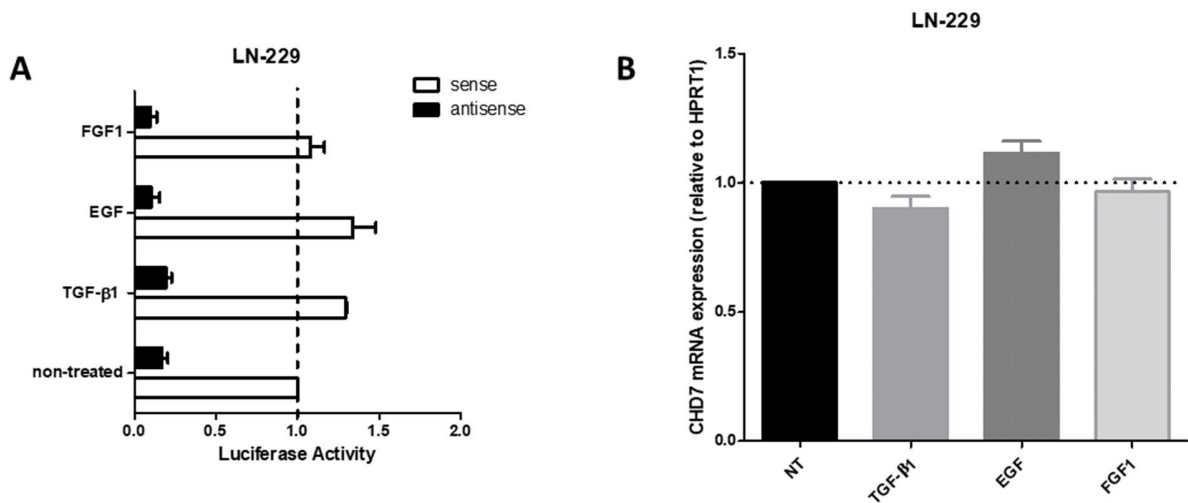 A
LN-229
sense
antisense
FGF1
EGF
TGF-β1
non-treated
0.0 0.5 1.0 1.5 2.0
Luciferase Activity
B
LN-229
CHD7 mRNA expression (relative to HPRT1)
1.5
1.0
0.5
0.0
NT
TGF-β1
EGF
FGF1